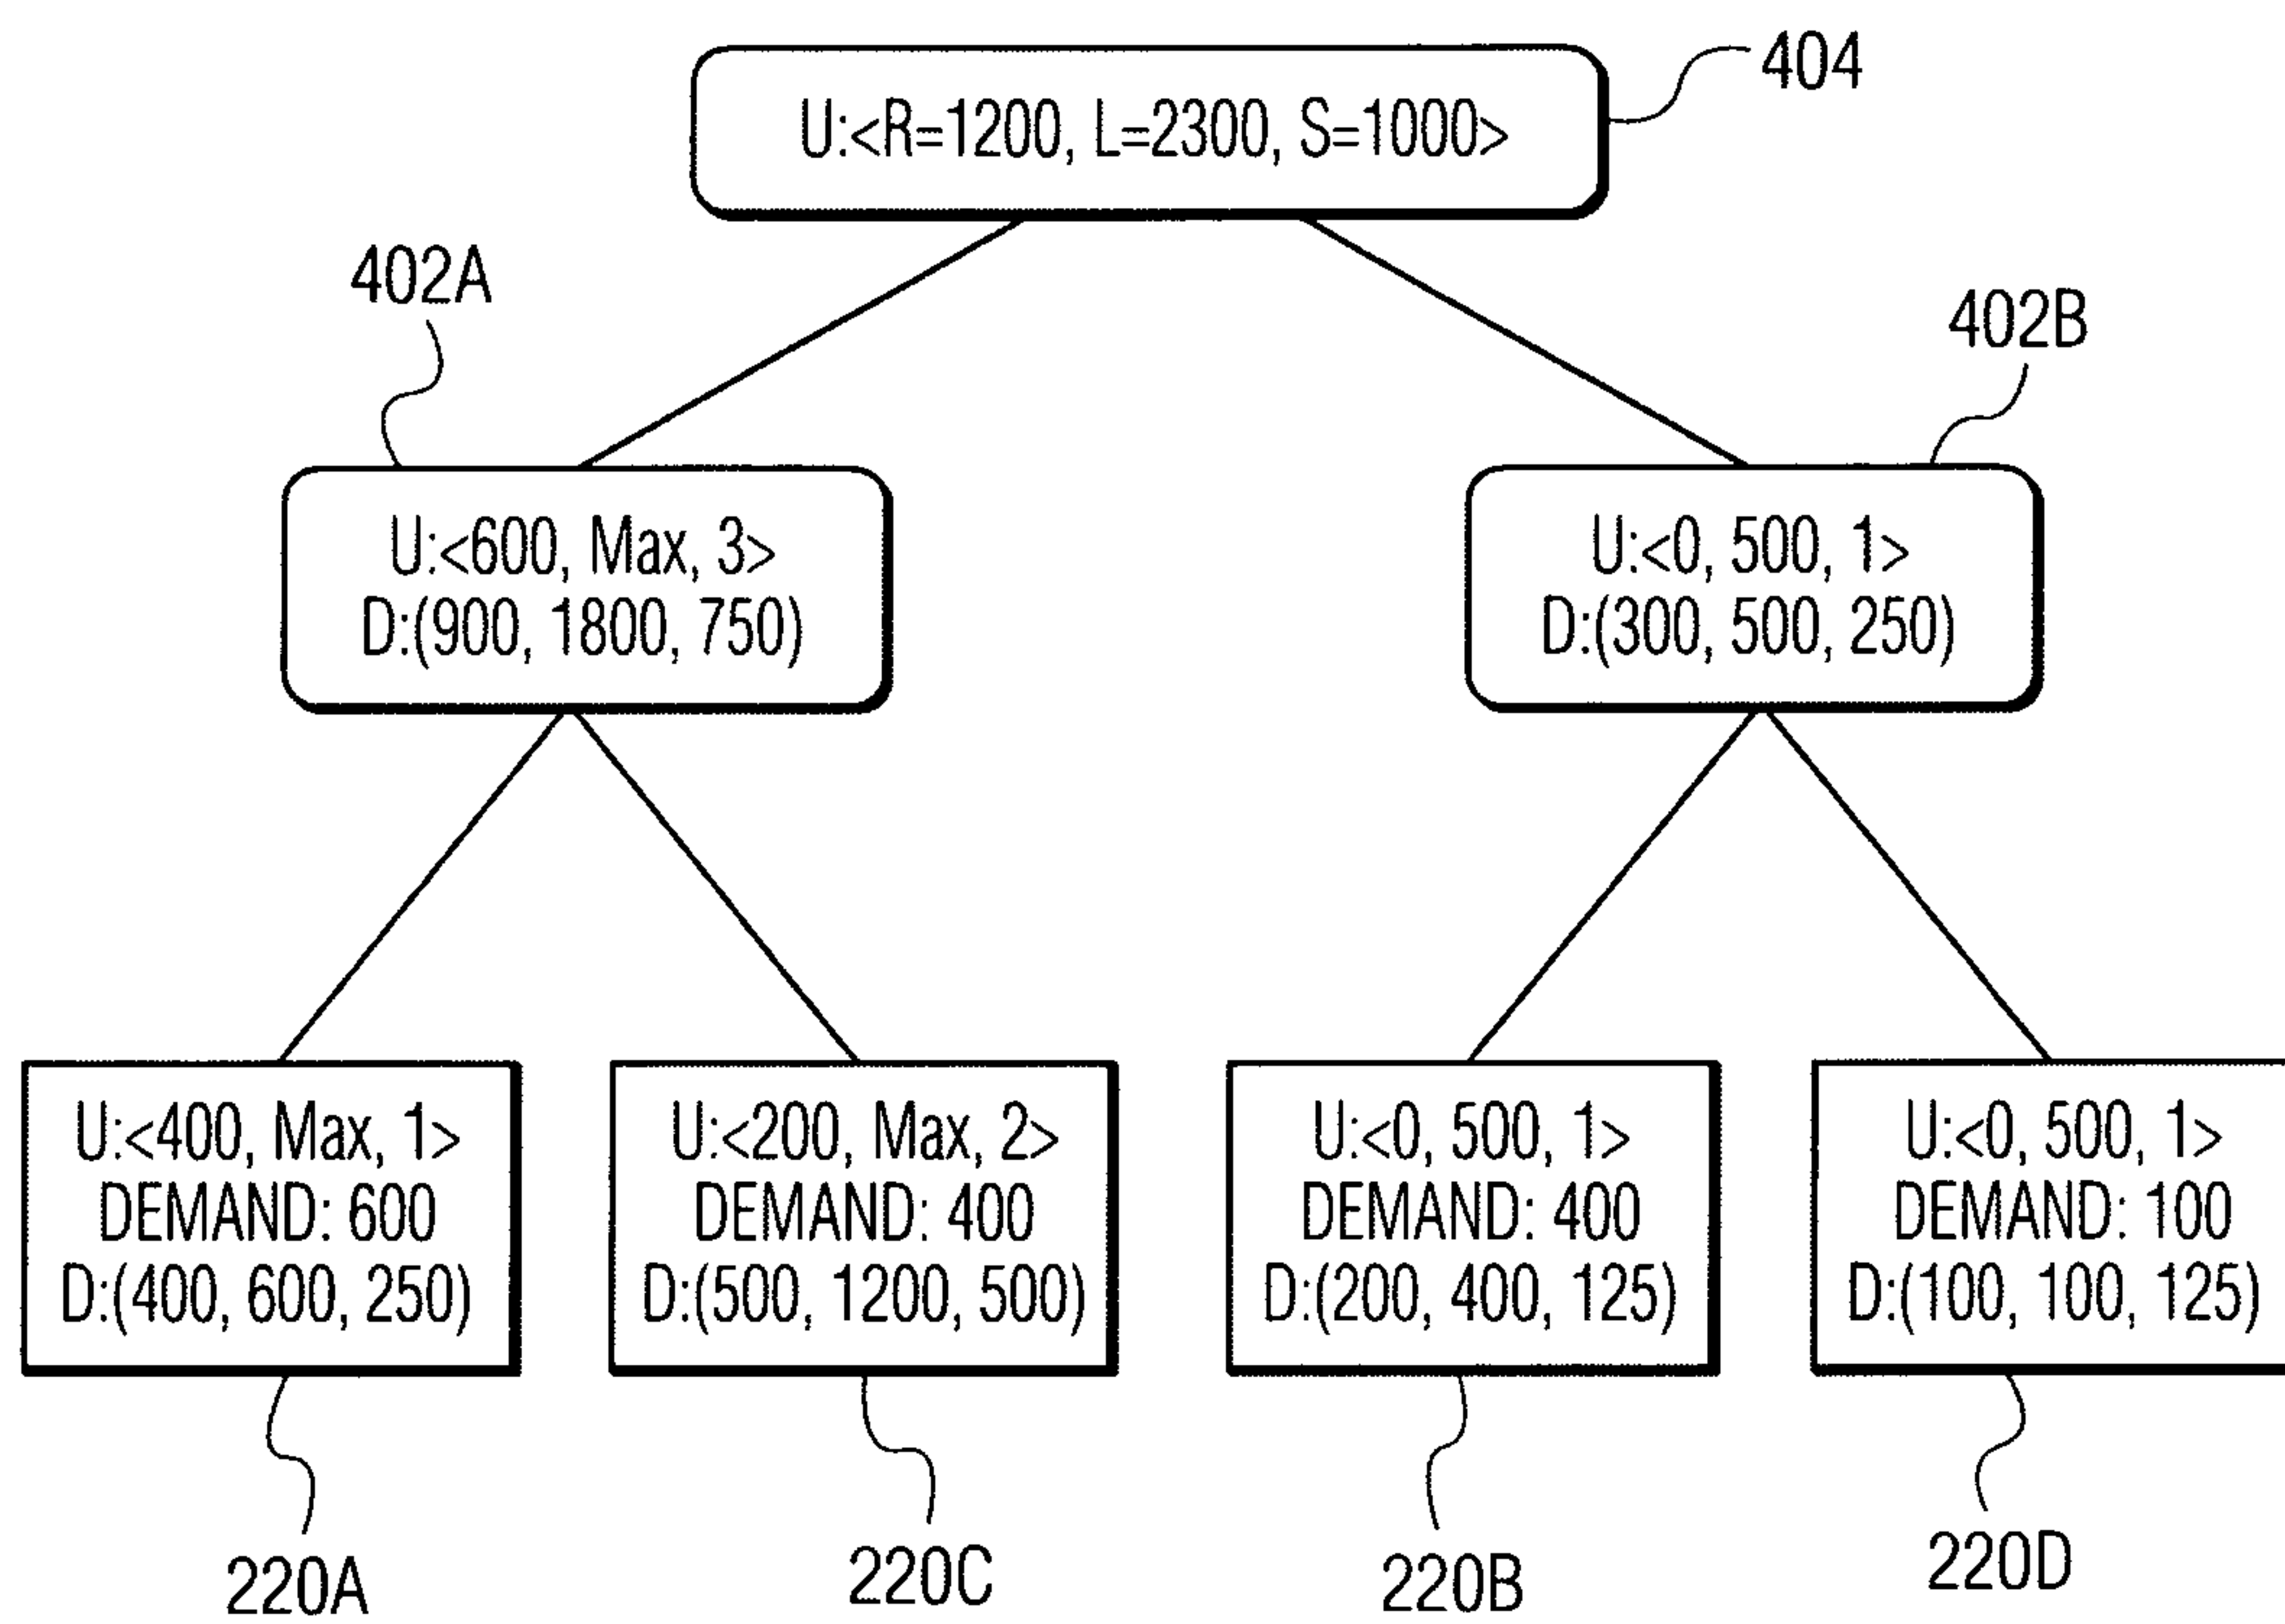 404
U:<R=1200, L=2300, S=1000>
402A
402B
U:<600, Max, 3>
D:(900, 1800, 750)
U:<0, 500, 1>
D:(300, 500, 250)
U:<400, Max, 1>
DEMAND: 600
D:(400, 600, 250)
U:<200, Max, 2>
DEMAND: 400
D:(500, 1200, 500)
U:<0, 500, 1>
DEMAND: 400
D:(200, 400, 125)
U:<0, 500, 1>
DEMAND: 100
D:(100, 100, 125)
220A
220C
220B
220D